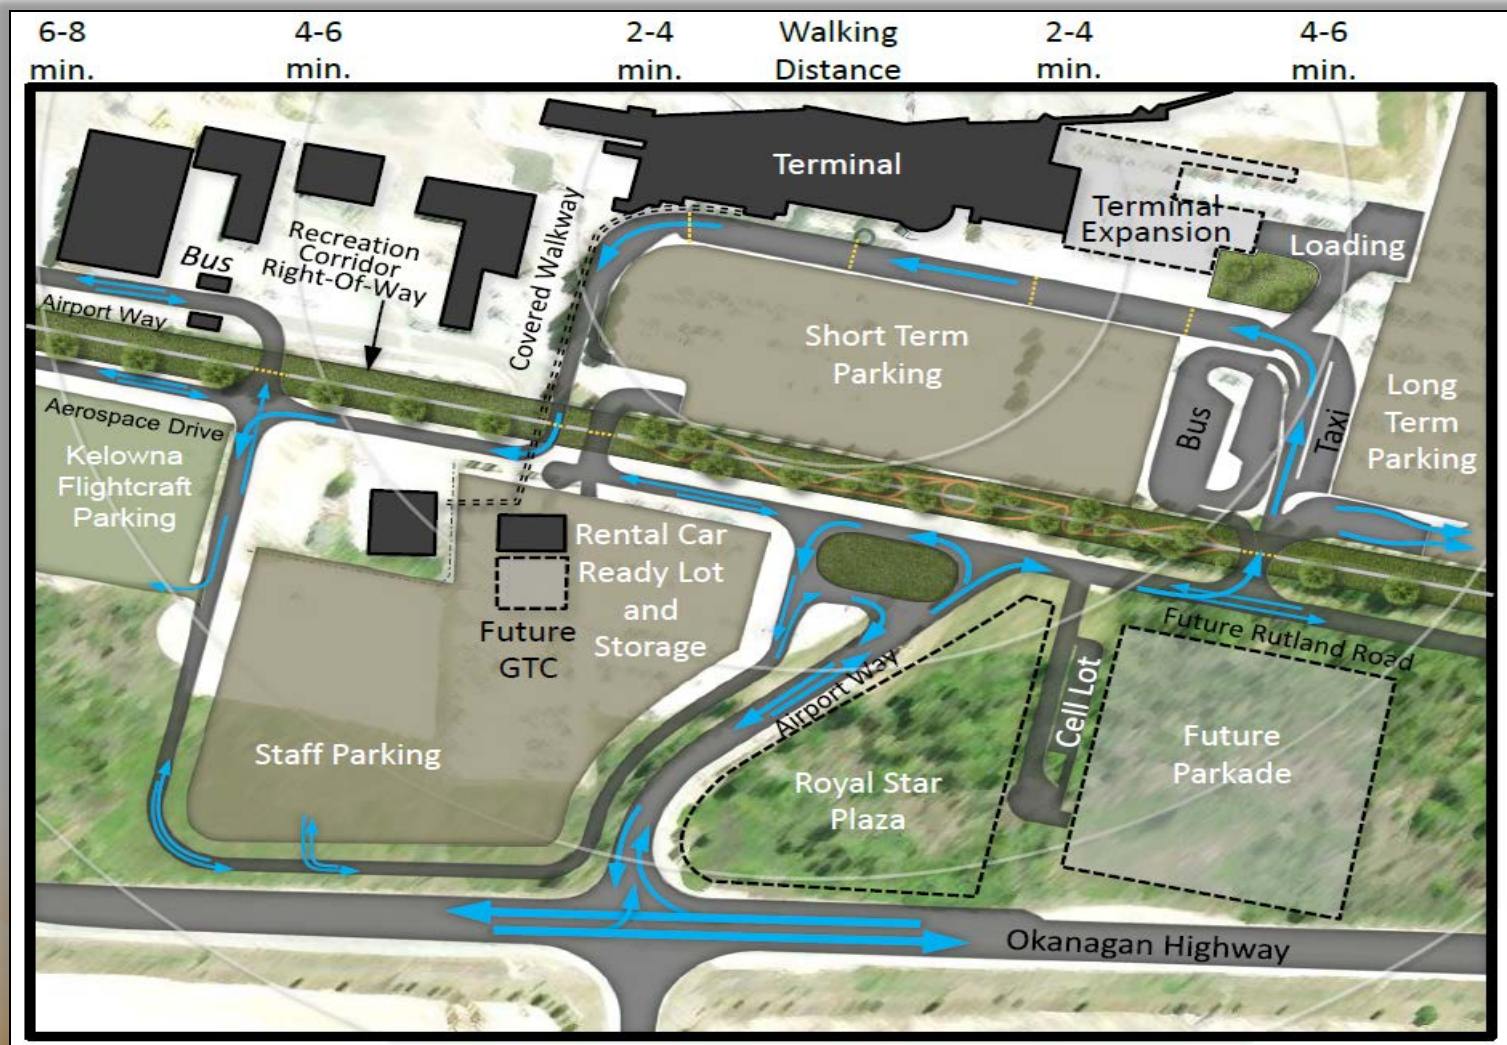 6-8
min.
4-6
min.
2-4
min.
Walking
Distance
2-4
min.
4-6
min.
Terminal
Terminal
Expansion
Loading
Bus
Recreation
Corridor
Right-Of-Way
Covered Walkway
Airport Way
Short Term
Parking
Long
Term
Parking
Bus
Taxi
Aerospace Drive
Kelowna
Flightcraft
Parking
Rental Car
Ready Lot
and
Storage
Future
GTC
Future Rutland Road
Airport Way
Cell Lot
Staff Parking
Royal Star
Plaza
Future
Parkade
Okanagan Highway